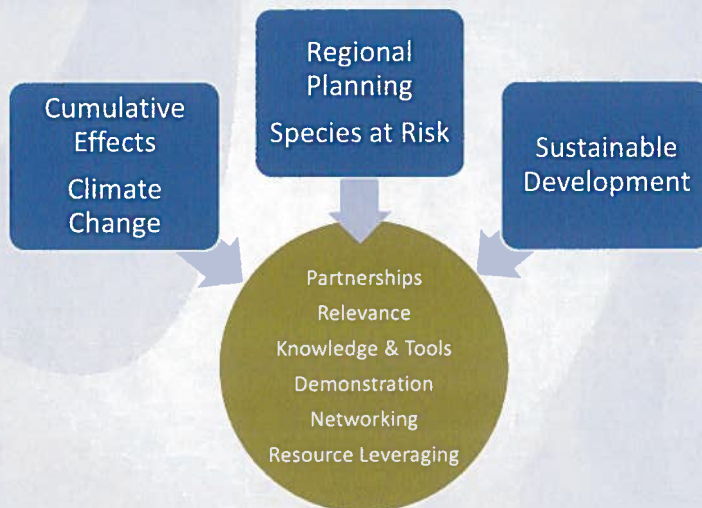 Cumulative
Effects
Climate
Change
Regional
Planning
Species at Risk
Sustainable
Development
Partnerships
Relevance
Knowledge & Tools
Demonstration
Networking
Resource Leveraging